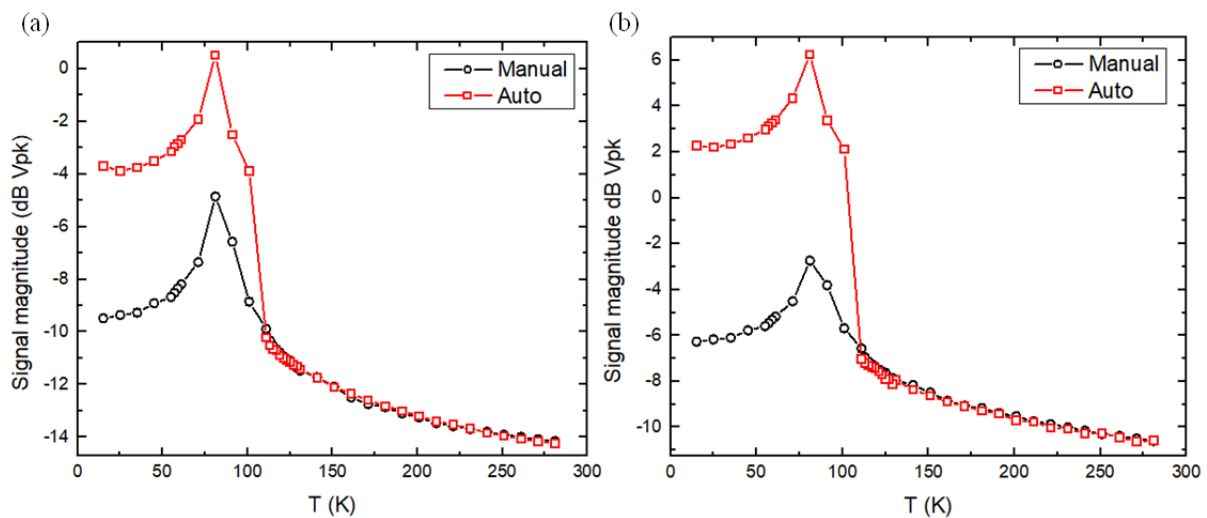 (a)
Signal magnitude (dB Vpk)
0
-2
-4
-6
-8
-10
-12
-14
Manual
Auto
0 50 100 150 200 250 300
T (K)
(b)
Signal magnitude dB Vpk
6
4
2
0
-2
-4
-6
-8
-10
Manual
Auto
0 50 100 150 200 250 300
T (K)